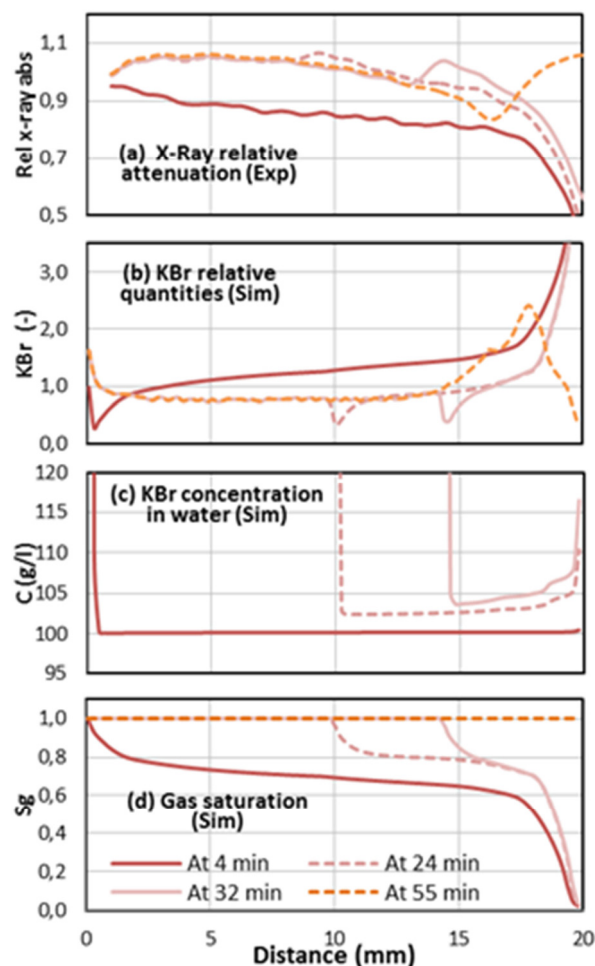 1,1
0,9
0,7
0,5
Rel x-ray abs
(a) X-Ray relative
attenuation (Exp)
3,0
2,0
1,0
0,0
KBr (-)
(b) KBr relative
quantities (Sim)
120
115
110
105
100
95
C (g/l)
(c) KBr concentration
in water (Sim)
1,0
0,8
0,6
0,4
0,2
0,0
Sg
(d) Gas saturation
(Sim)
At 4 min
At 24 min
At 32 min
At 55 min
0
5
10
15
20
Distance (mm)